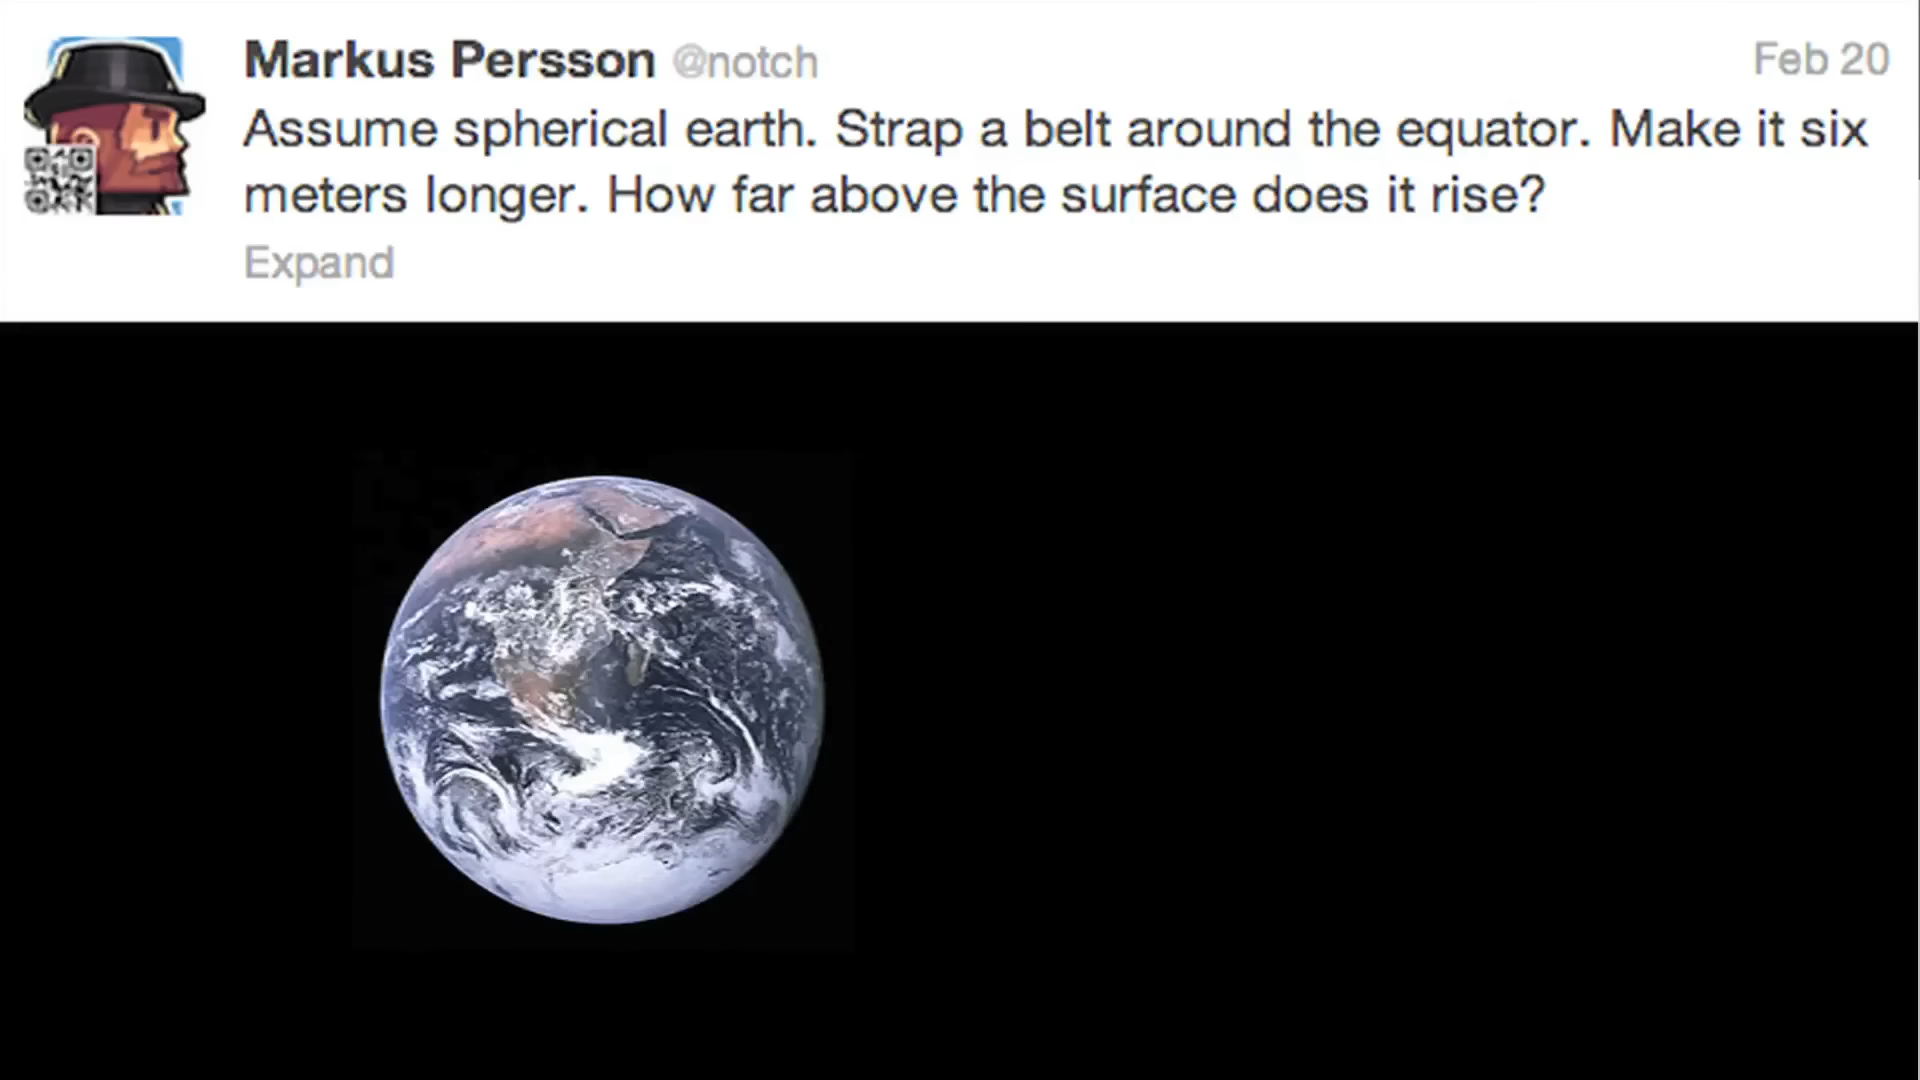 Markus Persson @notch Feb 20
Assume spherical earth. Strap a belt around the equator. Make it six
meters longer. How far above the surface does it rise?
Expand